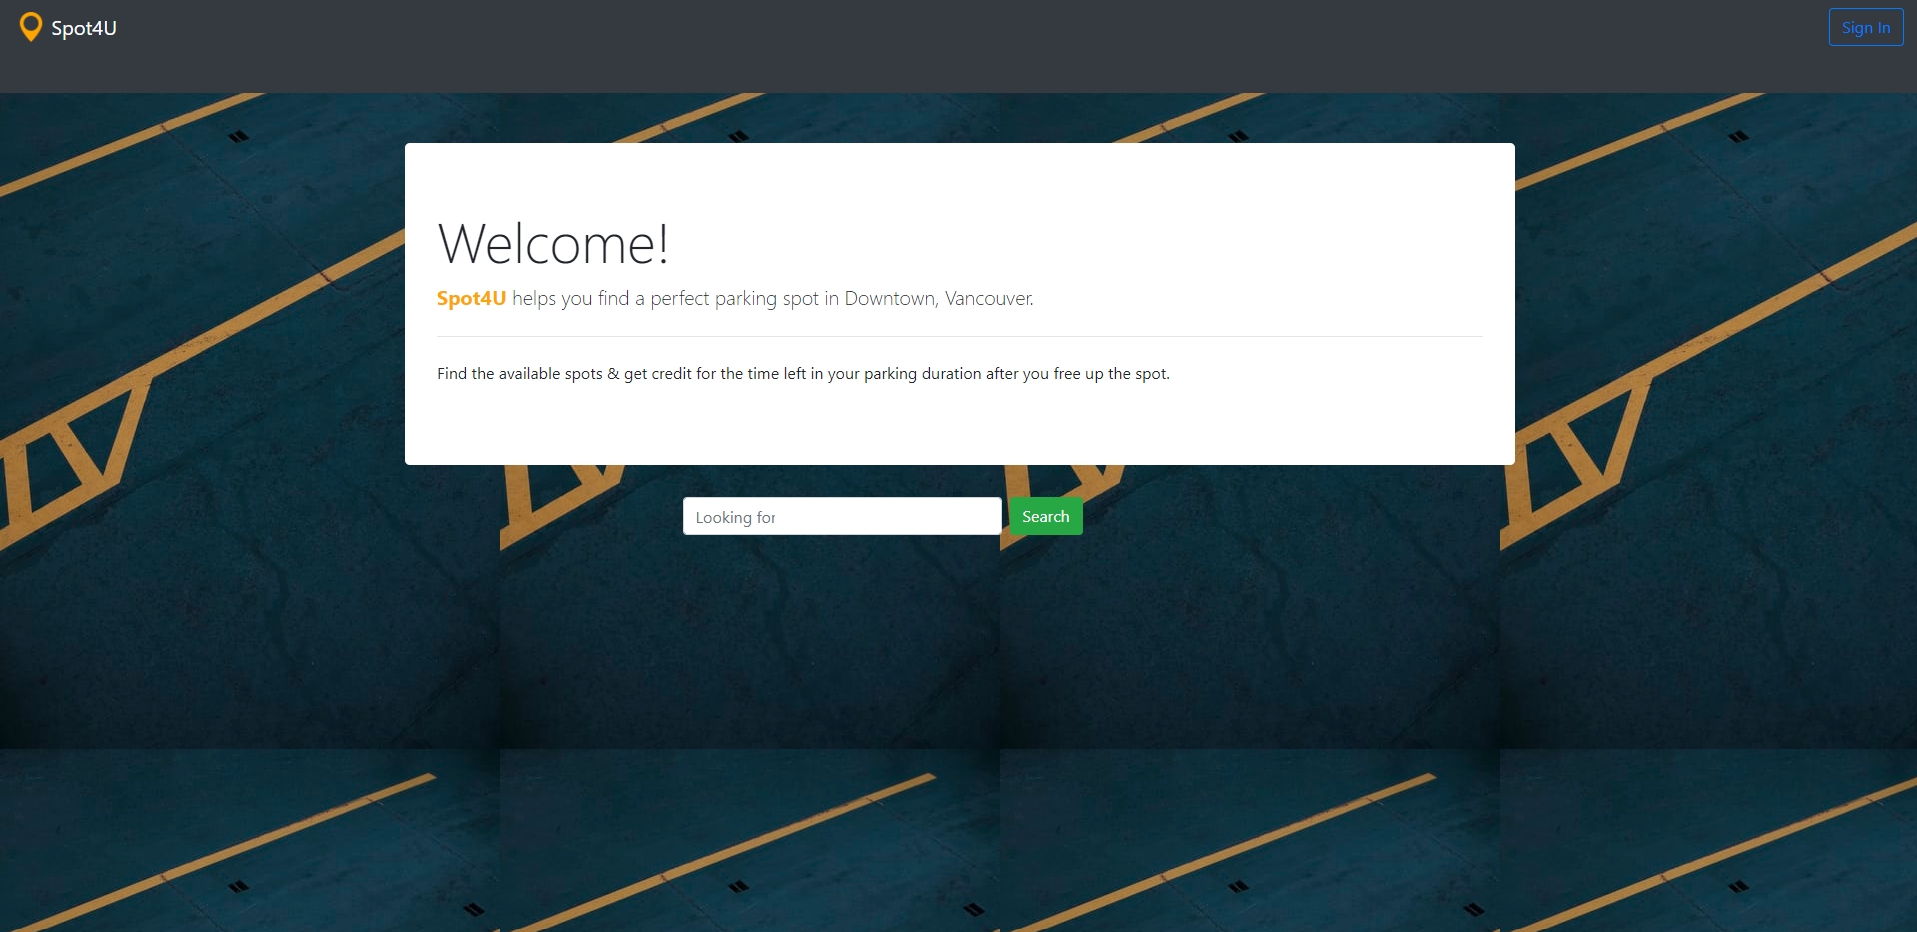 Spot4U
Sign In
Welcome!
Spot4U helps you find a perfect parking spot in Downtown, Vancouver.
Find the available spots & get credit for the time left in your parking duration after you free up the spot.
Looking for
Search